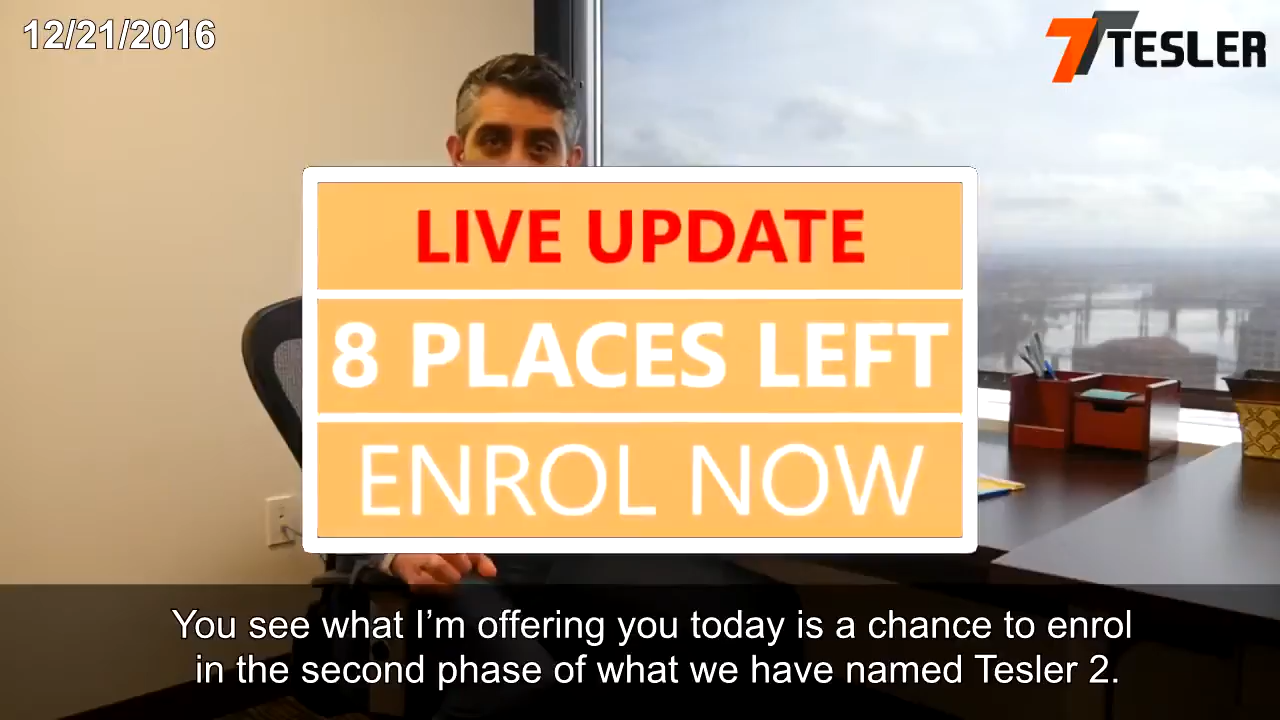 12/21/2016
TESLER
LIVE UPDATE
8 PLACES LEFT
ENROL NOW
You see what I’m offering you today is a chance to enrol
in the second phase of what we have named Tesler 2.